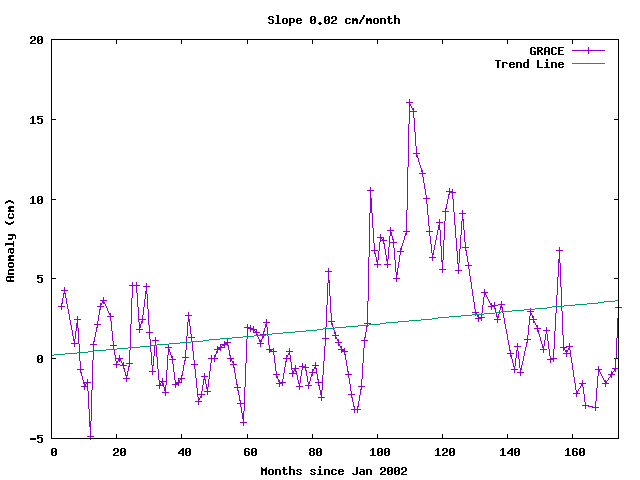 Slope 0.02 cm/month
GRACE
Trend Line
20
15
10
5
0
-5
Anomaly (cm)
0 20 40 60 80 100 120 140 160
Months since Jan 2002